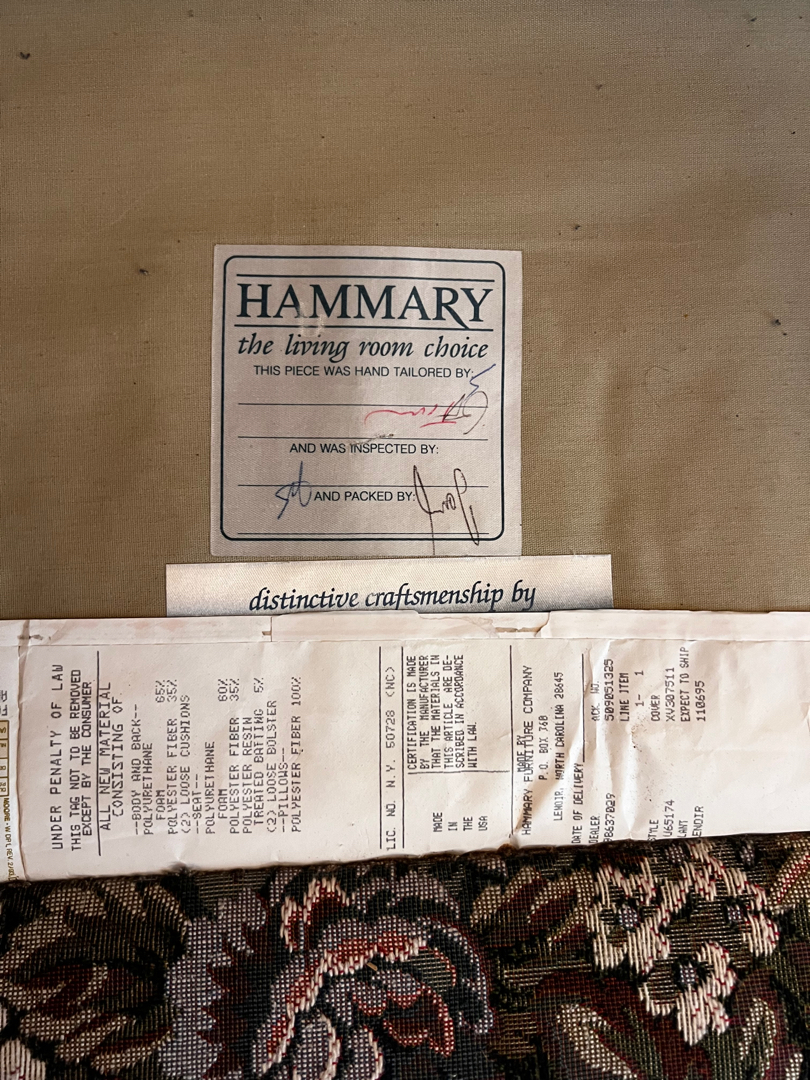 HAMMARY
the living room choice
THIS PIECE WAS HAND TAILORED BY:
AND WAS INSPECTED BY:
AND PACKED BY:
distinctive craftsmenship by
UNDER PENALTY OF LAW
THIS TAG NOT TO BE REMOVED
EXCEPT BY THE CONSUMER
ALL NEW MATERIAL
CONSISTING OF
--BODY AND BACK--
POLYURETHANE
FOAM 65%
POLYESTER FIBER 35%
(2) LOOSE CUSHIONS
--SEAT--
POLYURETHANE
FOAM 60%
POLYESTER FIBER 35%
POLYESTER RESIN
TREATED BATTING 5%
(2) LOOSE BOLSTER
--PILLOWS--
POLYESTER FIBER 100%
LIC. NO. N.Y. 50728 (NC)
CERTIFICATION IS MADE
BY THE MANUFACTURER
THAT THE MATERIALS IN
THIS ARTICLE ARE DE-
SCRIBED IN ACCORDANCE
WITH LAW.
MADE
IN
THE
USA
MADE BY
HAMMARY FURNITURE COMPANY
P.O. BOX 760
LENOIR, NORTH CAROLINA 28645
DATE OF DELIVERY
DEALER ACK. NO.
98637029 509051325
LINE ITEM
1- 1
TYLE COVER
U65174 XV307511
LANT EXPECT TO SHIP
ENOIR 110695